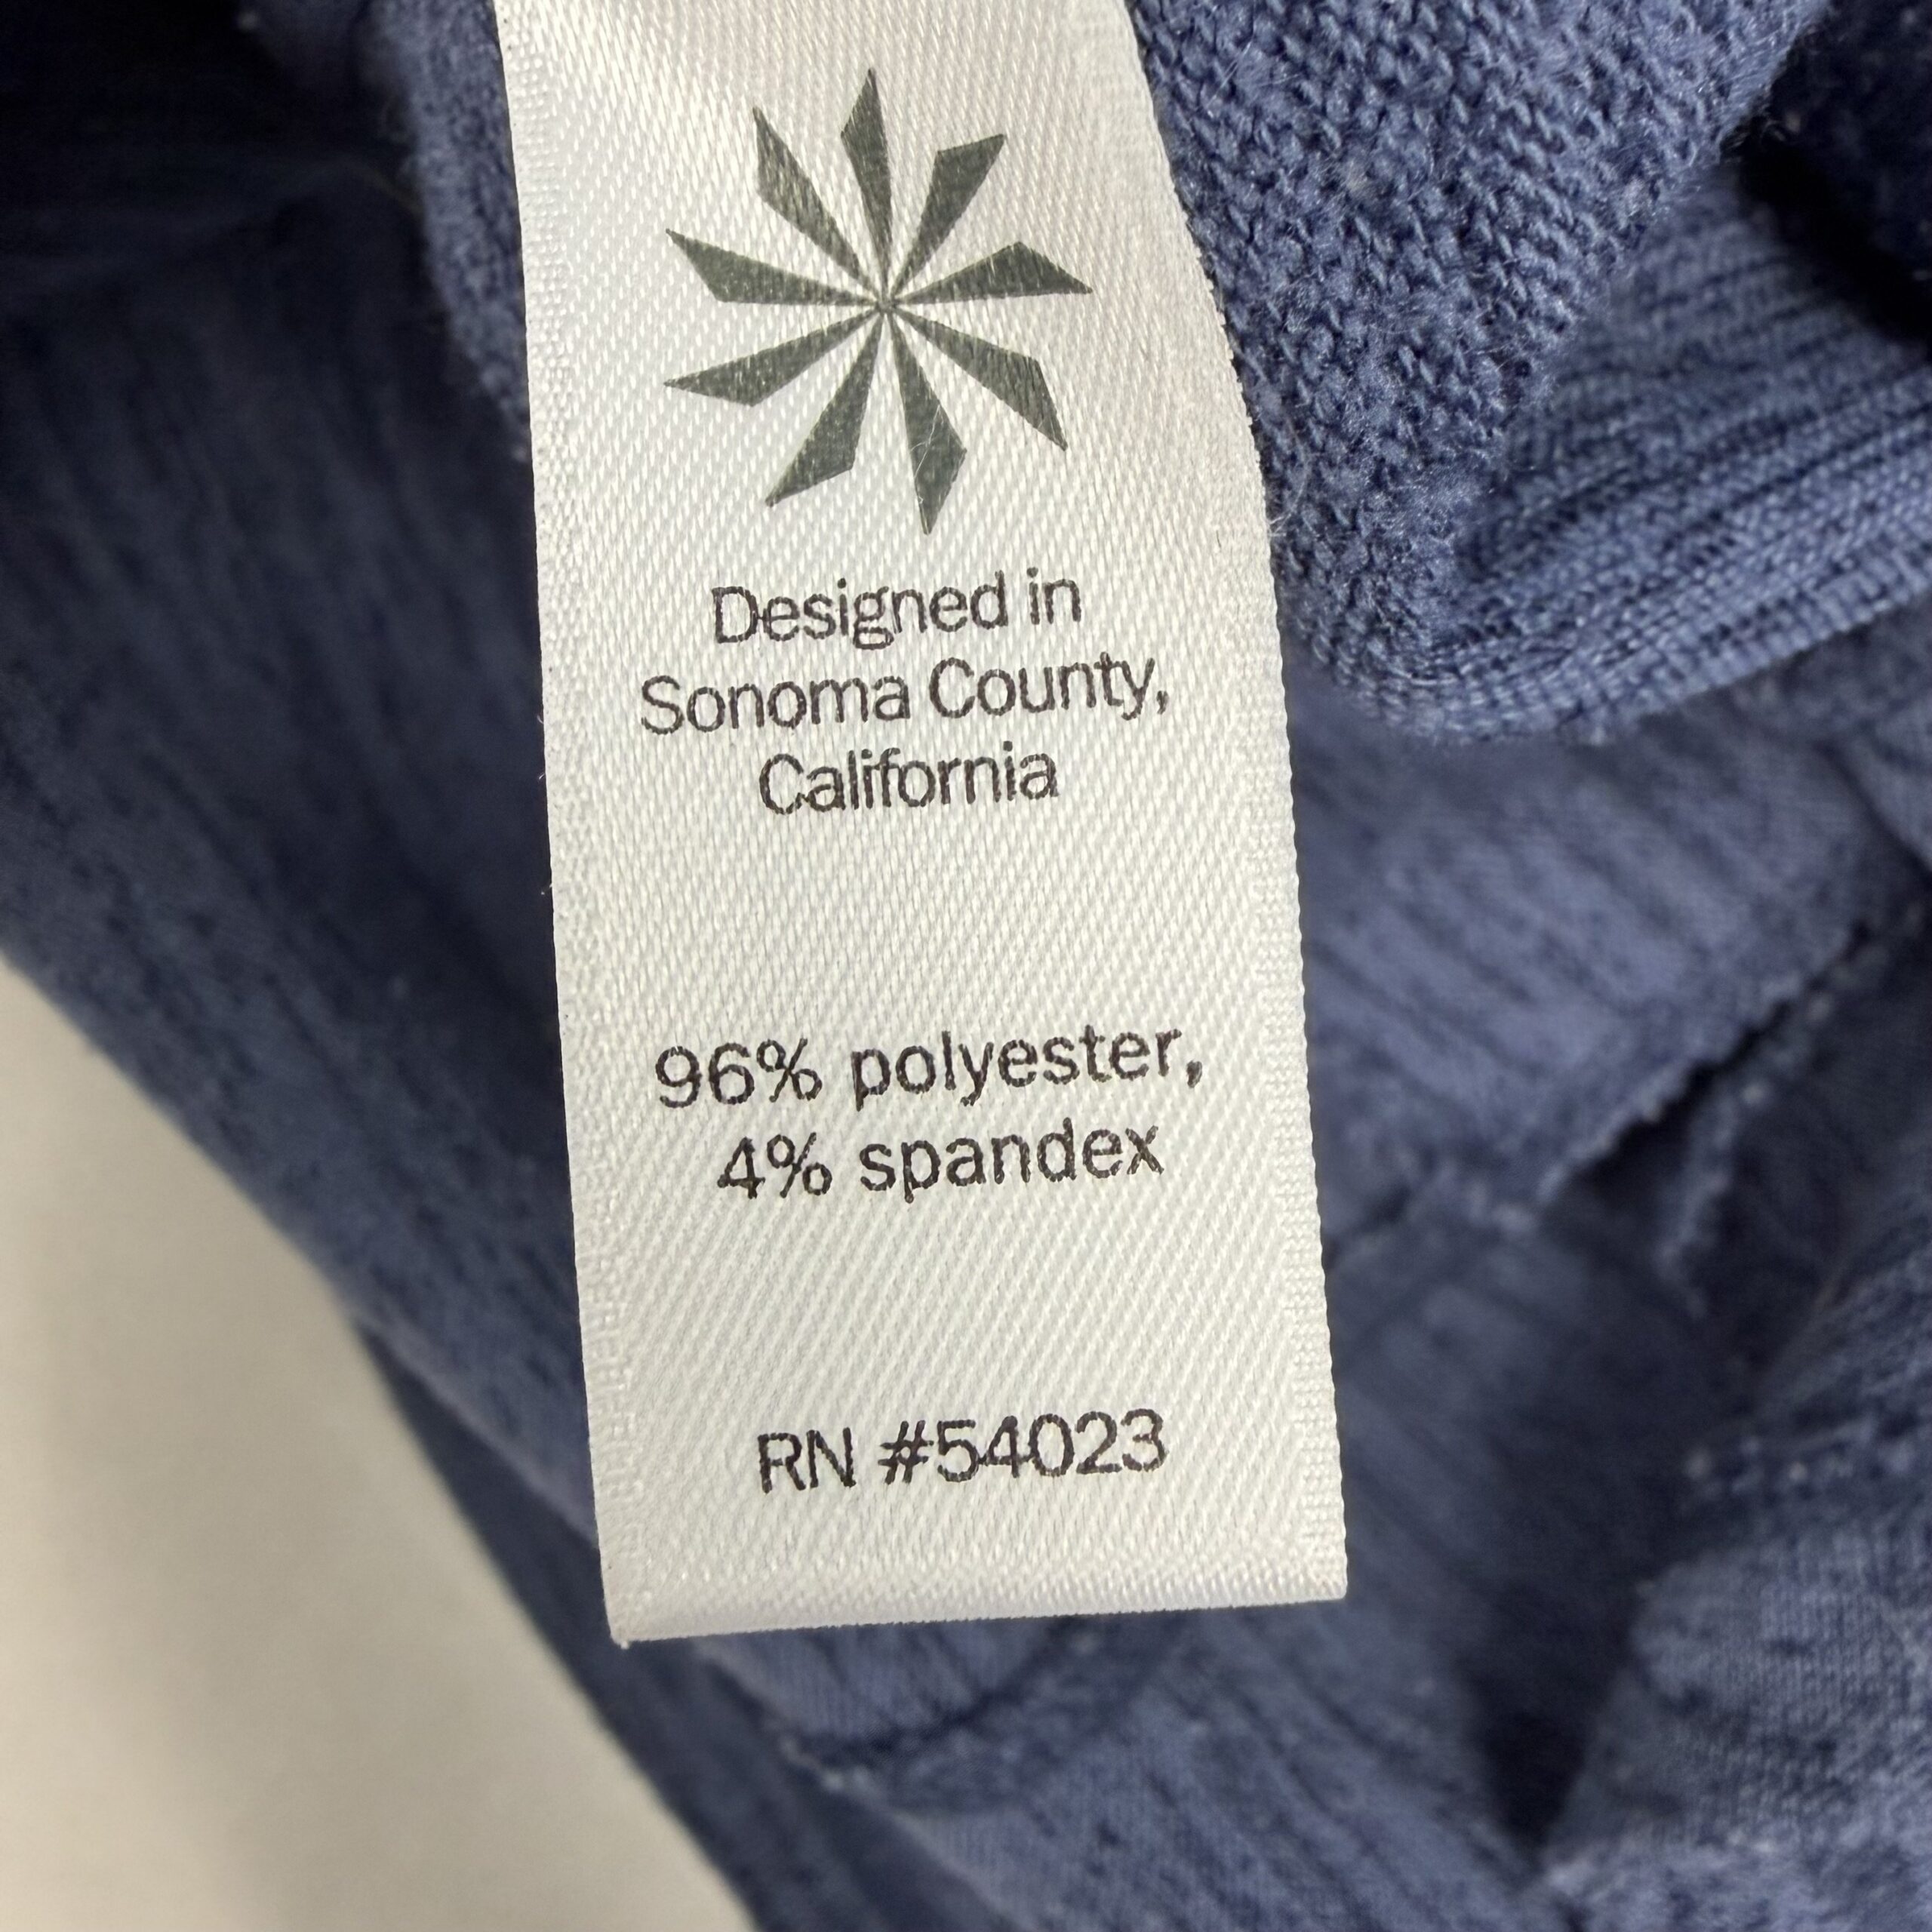 Designed in
Sonoma County,
California
96% polyester,
4% spandex
RN #54023